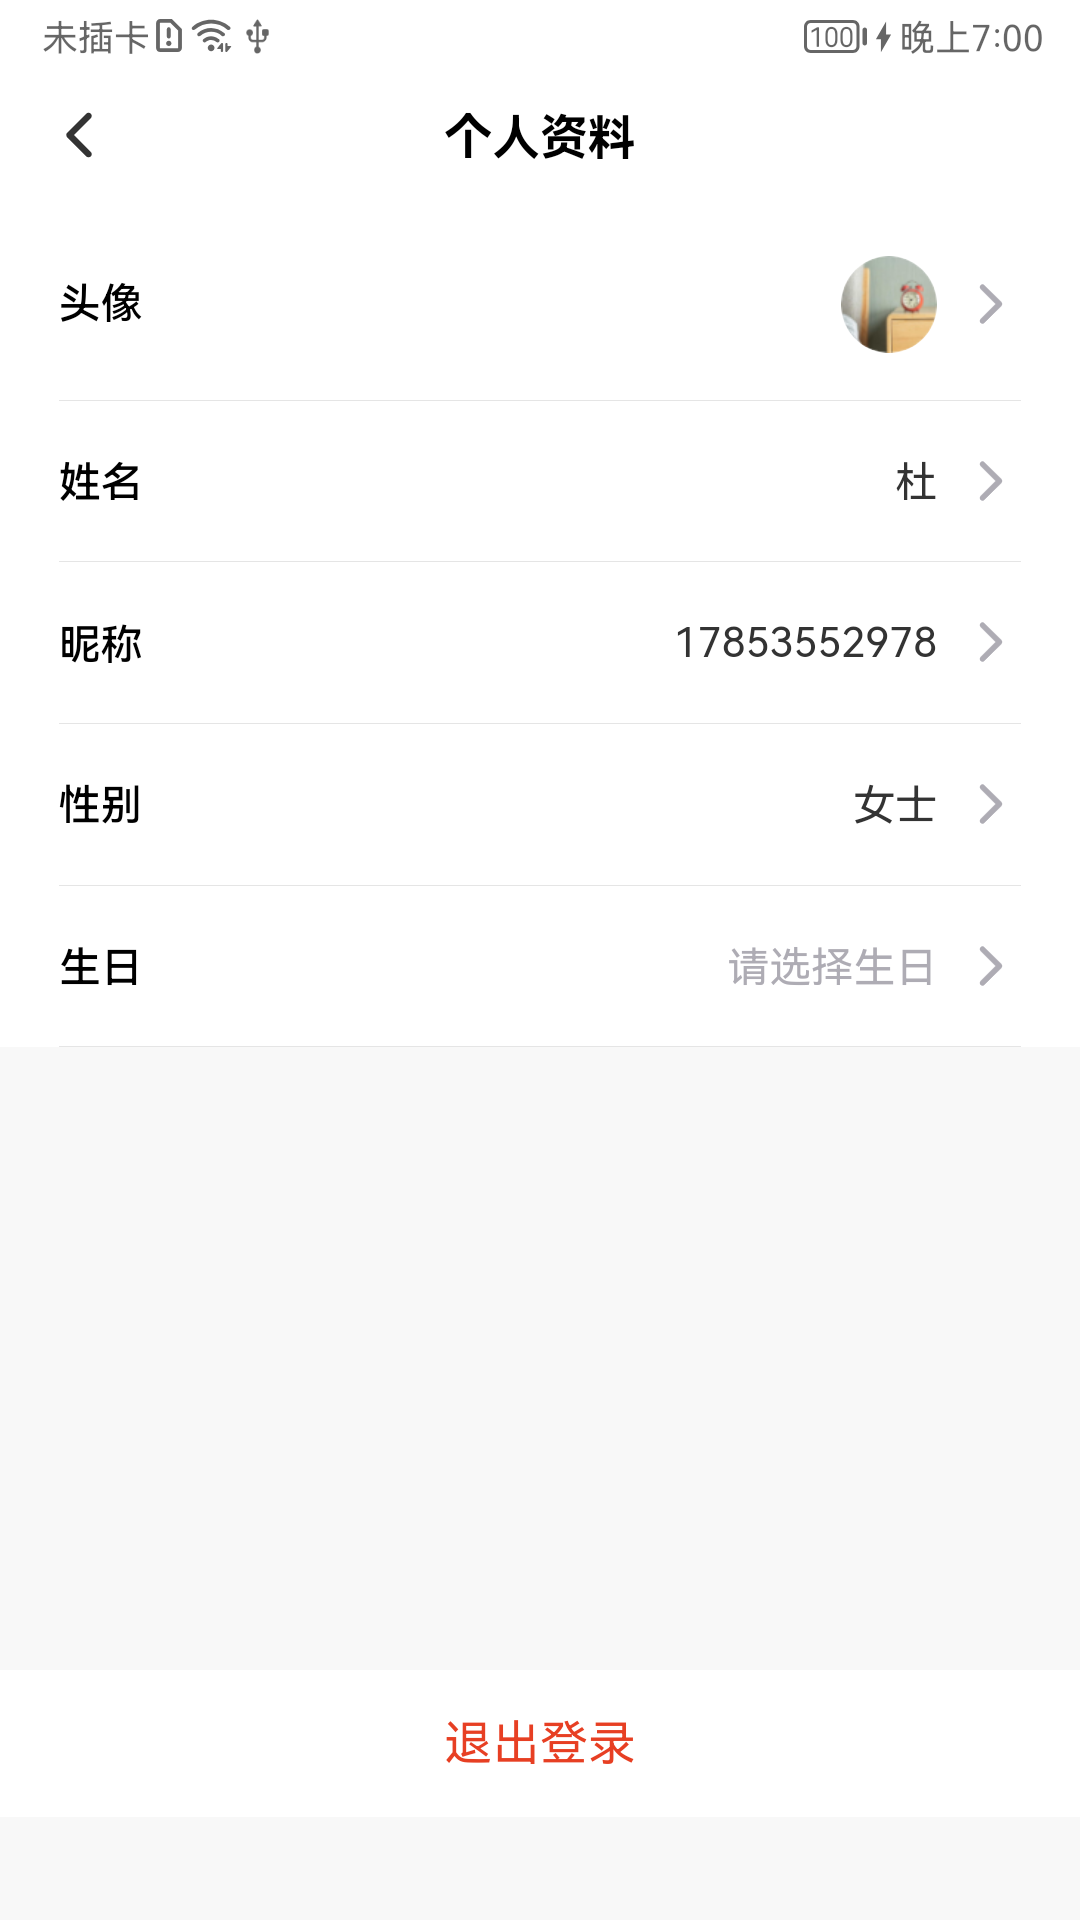 未插卡 100 晚上7:00
个人资料
头像
姓名 杜
昵称 17853552978
性别 女士
生日 请选择生日
退出登录